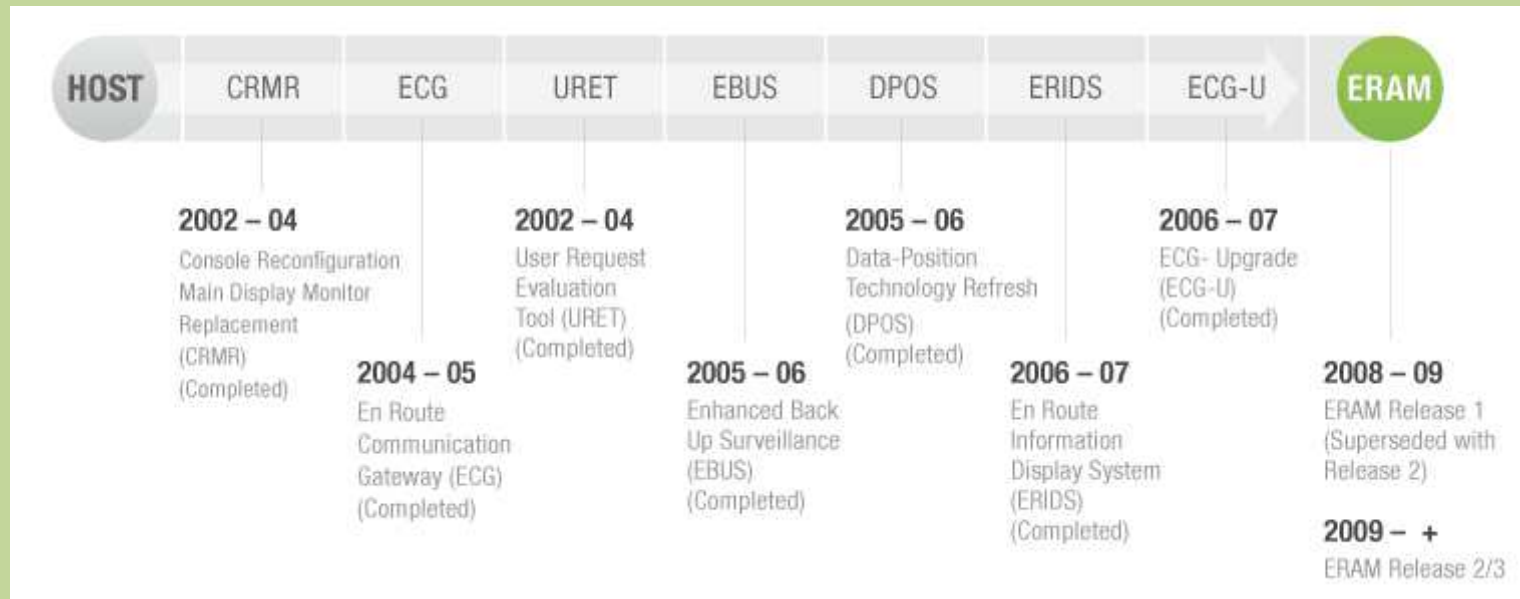 HOST
CRMR
ECG
URET
EBUS
DPOS
ERIDS
ECG-U
ERAM
2002 – 04
Console Reconfiguration
Main Display Monitor
Replacement
(CRMR)
(Completed)
2004 – 05
En Route
Communication
Gateway (ECG)
(Completed)
2002 – 04
User Request
Evaluation
Tool (URET)
(Completed)
2005 – 06
Enhanced Back
Up Surveillance
(EBUS)
(Completed)
2005 – 06
Data-Position
Technology Refresh
(DPOS)
(Completed)
2006 – 07
En Route
Information
Display System
(ERIDS)
(Completed)
2006 – 07
ECG- Upgrade
(ECG-U)
(Completed)
2008 – 09
ERAM Release 1
(Superseded with
Release 2)
2009 – +
ERAM Release 2/3